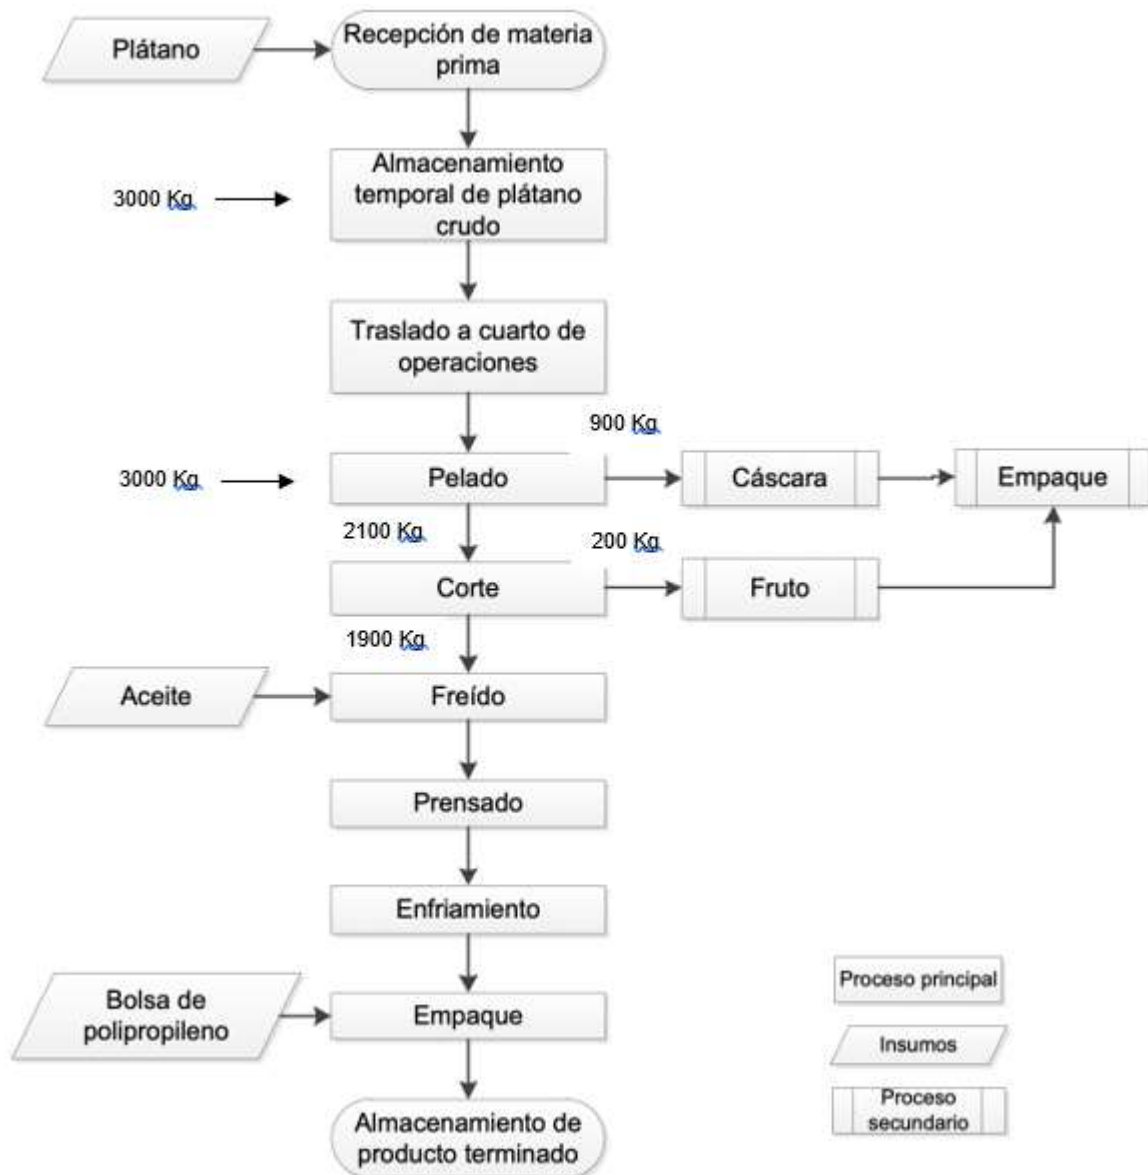 Plátano
Recepción de materia
prima
3000 Kg
Almacenamiento
temporal de plátano
crudo
Traslado a cuarto de
operaciones
900 Kg
3000 Kg
Pelado
Cáscara
Empaque
2100 Kg
200 Kg
Corte
Fruto
1900 Kg
Aceite
Freído
Prensado
Enfriamiento
Bolsa de
polipropileno
Empaque
Almacenamiento de
producto terminado
Proceso principal
Insumos
Proceso
secundario